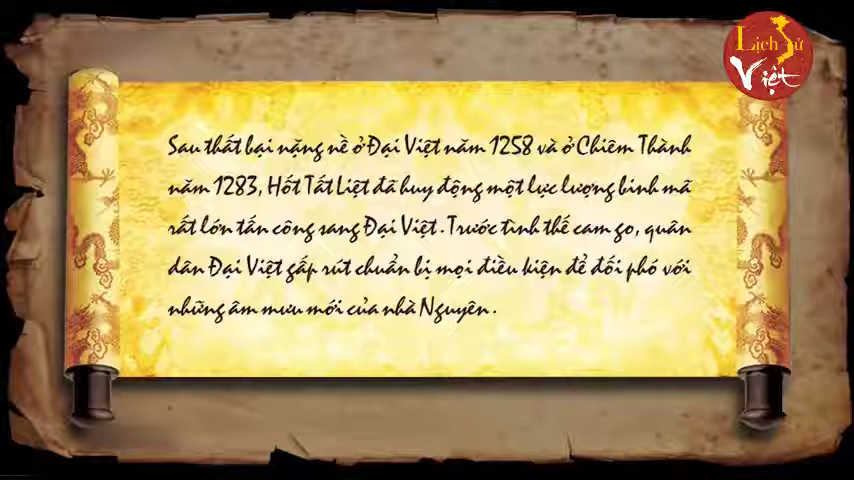 Lịch Sử
Việt
Sau thất bại nặng nề ở Đại Việt năm 1258 và ở Chiêm Thành
năm 1283, Hốt Tất Liệt đã huy động một lực lượng binh mã
rất lớn tấn công sang Đại Việt. Trước tình thế cam go, quân
dân Đại Việt gấp rút chuẩn bị mọi điều kiện để đối phó với
những âm mưu mới của nhà Nguyên.